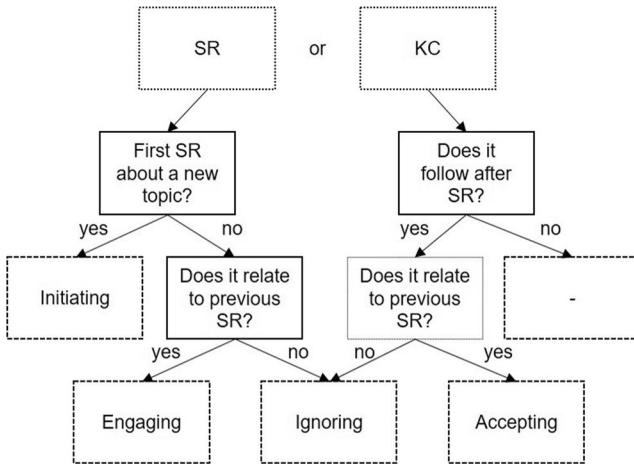 SR
or
KC
First SR
about a new
topic?
Does it
follow after
SR?
yes
no
yes
no
Initiating
Does it relate
to previous
SR?
Does it relate
to previous
SR?
-
yes
no
no
yes
Engaging
Ignoring
Accepting